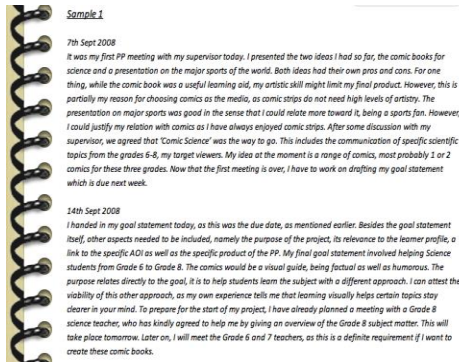 Sample 1
7th Sept 2008
It was my first PP meeting with my supervisor today. I presented the two ideas I had so far, the comic books for
science and a presentation on the major sports of the world. Both ideas had their own pros and cons. For one
thing, while the comic book was a useful learning aid, my artistic skill might limit my final product. However, this is
partially my reason for choosing comics as the media, as comic strips do not need high levels of artistry. The
presentation on major sports was good in the sense that I could relate more toward it, being a sports fan. However,
I could justify my relation with comics as I have always enjoyed comic strips. After some discussion with my
supervisor, we agreed that 'Comic Science' was the way to go. This includes the communication of specific scientific
topics from the grades 6-8, my target viewers. My idea at the moment is a range of comics, most probably 1 or 2
comics for these three grades. Now that the first meeting is over, I have to work on drafting my goal statement
which is due next week.
14th Sept 2008
I handed in my goal statement today, as this was the due date, as mentioned earlier. Besides the goal statement
itself, other aspects needed to be included, namely the purpose of the project, its relevance to the learner profile, a
link to the specific AOI as well as the specific product of the PP. My final goal statement involved helping Science
students from Grade 6 to Grade 8. The comics would be a visual guide, being factual as well as humorous. The
purpose relates directly to the goal, it is to help students learn the subject with a different approach. I can attest the
viability of this other approach, as my own experience tells me that learning visually helps certain topics stay
clearer in your mind. To prepare for the start of my project, I have already planned a meeting with a Grade 8
science teacher, who has kindly agreed to help me by giving an overview of the Grade 8 subject matter. This will
take place tomorrow. Later on, I will meet the Grade 6 and 7 teachers, as this is a definite requirement if I want to
create these comic books.